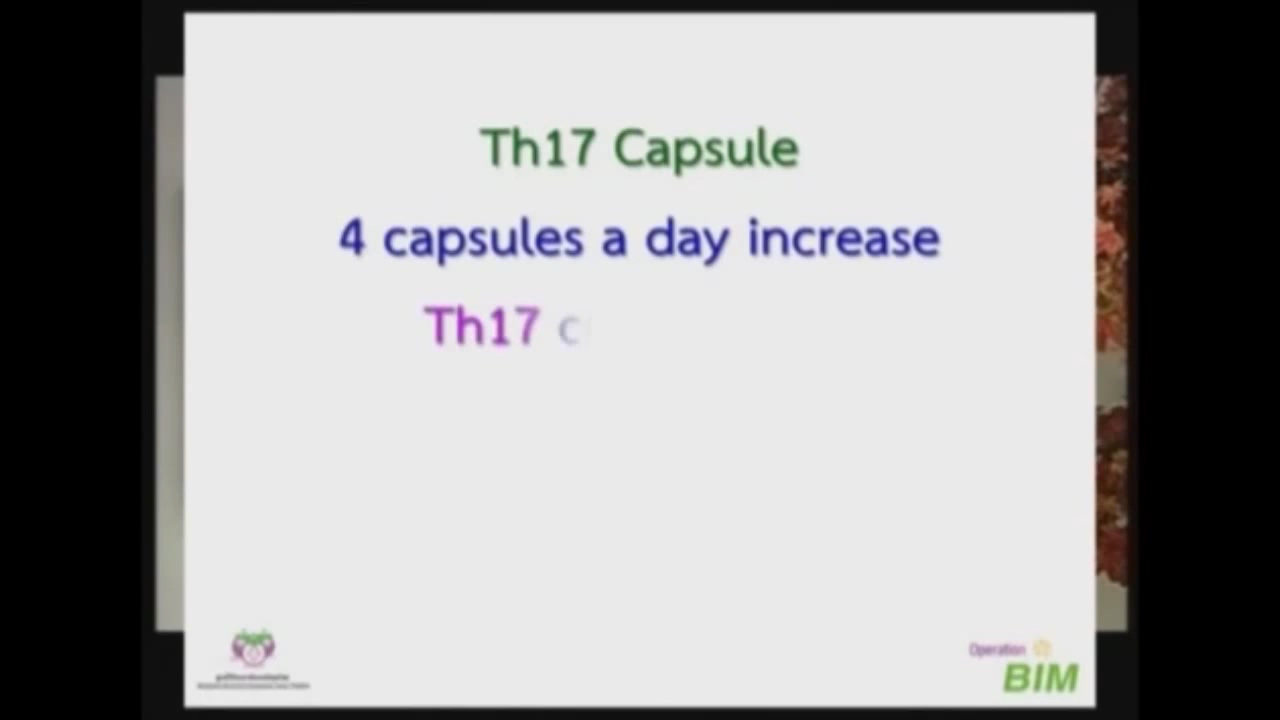 Th17 Capsule
4 capsules a day increase
Th17 c
Operation
BIM